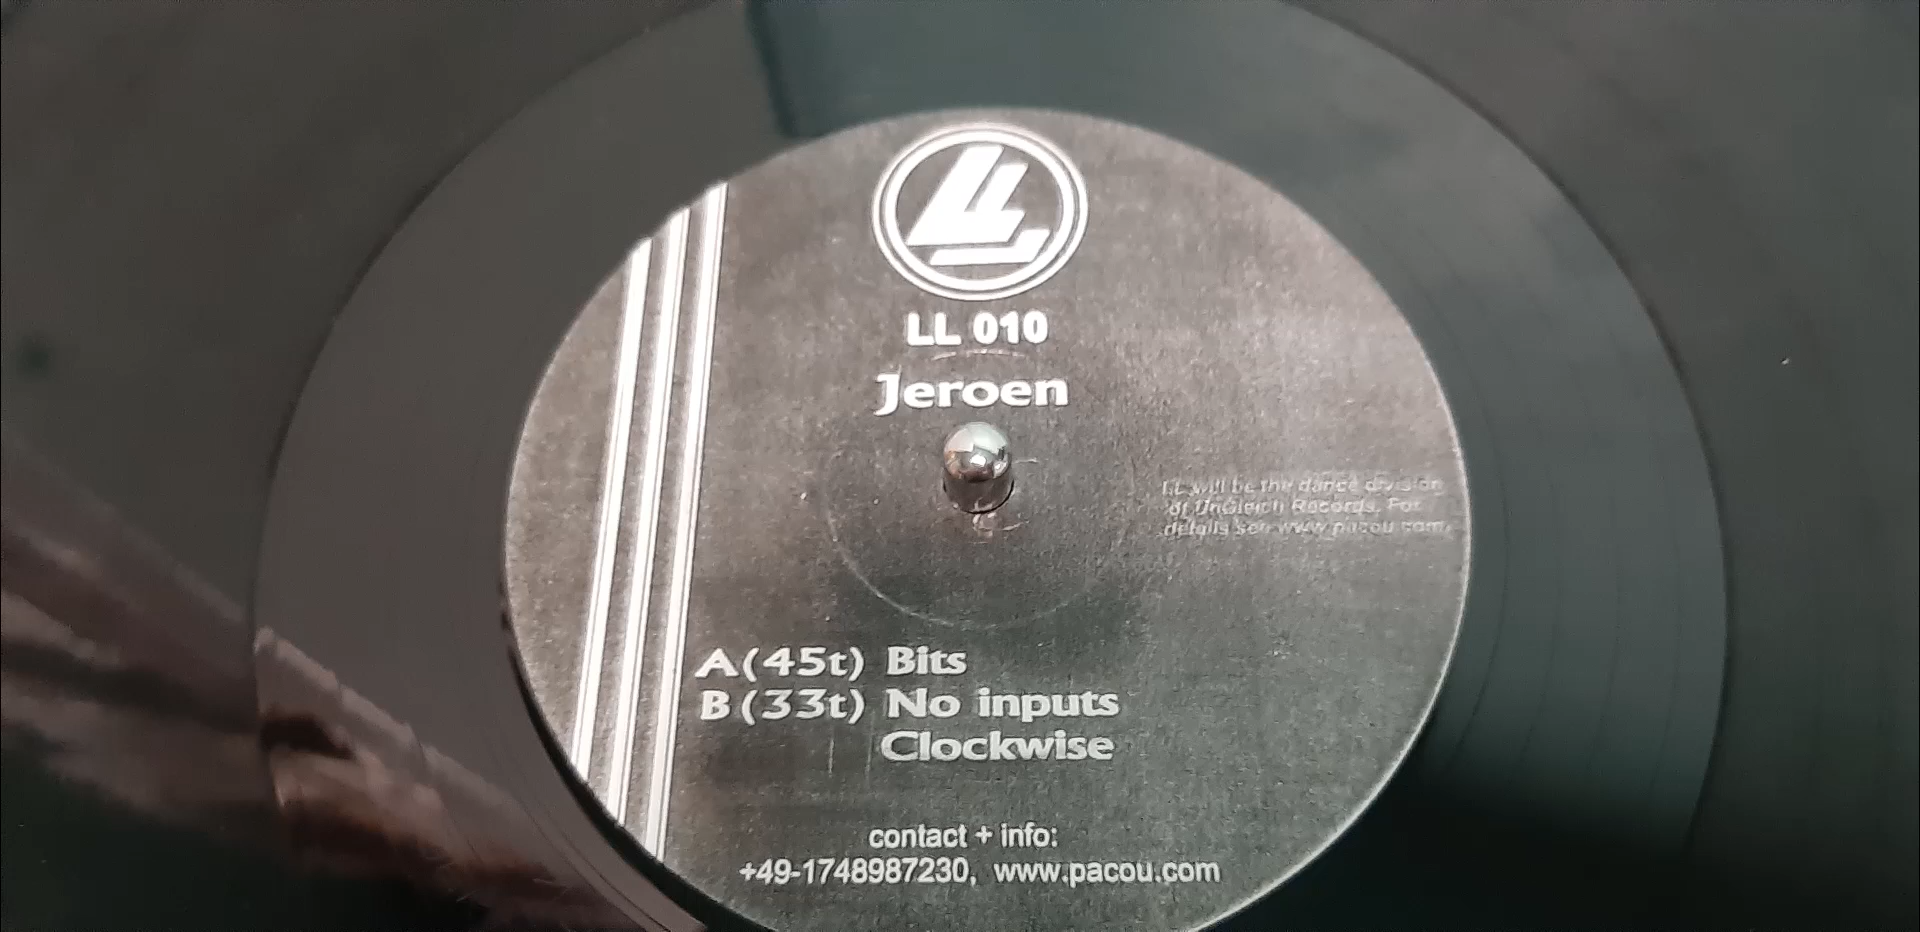 LL
LL 010
Jeroen
LL will be the dance division
of UnGleich Records. For
details see www.pacou.com.
A (45t) Bits
B (33t) No inputs
Clockwise
contact + info:
+49-1748987230, www.pacou.com